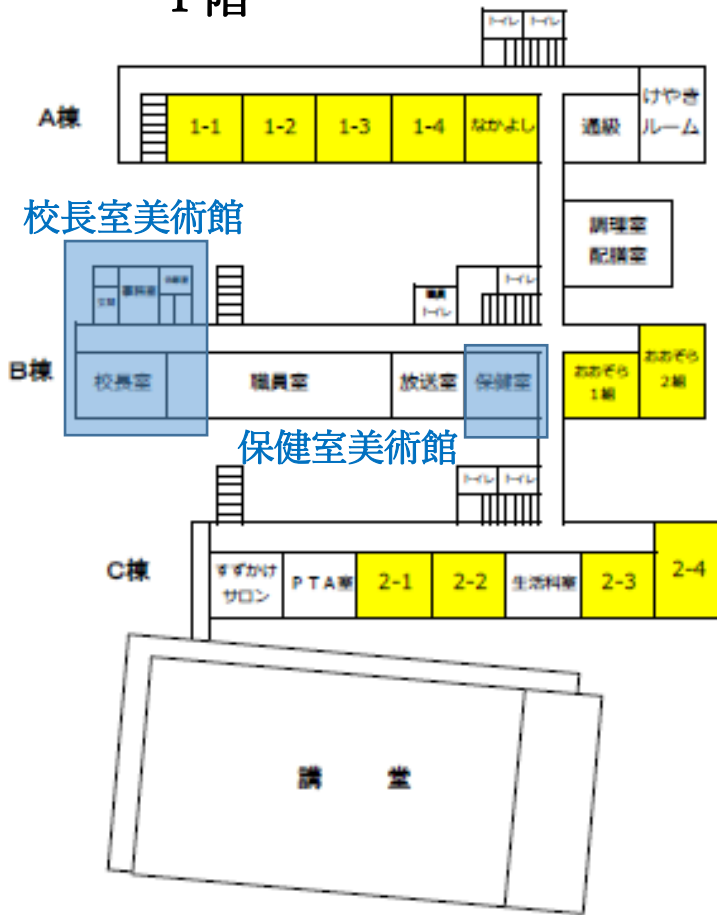 1 階
トイレ トイレ
A棟
1-1
1-2
1-3
1-4
なかよし
通級
けやき
ルーム
校長室美術館
調理室
配膳室
トイレ
職員
トイレ
B棟
校長室
職員室
放送室
保健室
おおぞら
1組
おおぞら
2組
保健室美術館
トイレ トイレ
C棟
すずかけ
サロン
PTA室
2-1
2-2
生活科室
2-3
2-4
講 堂